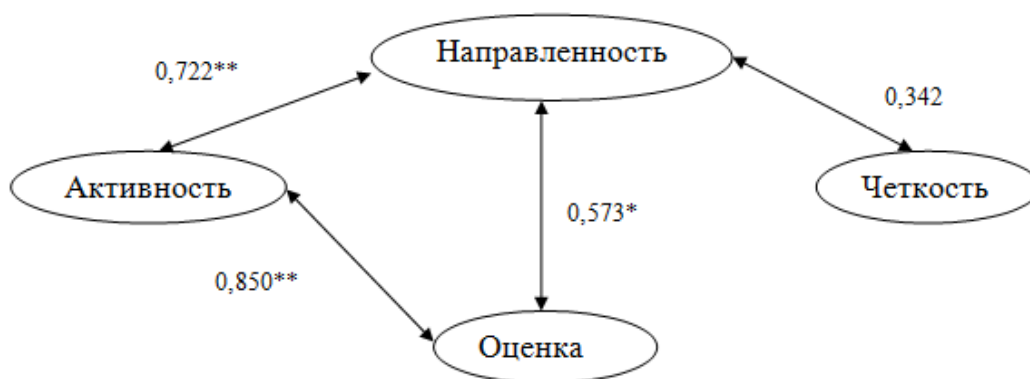 Направленность
0,722**
0,342
Активность
Четкость
0,573*
0,850**
Оценка